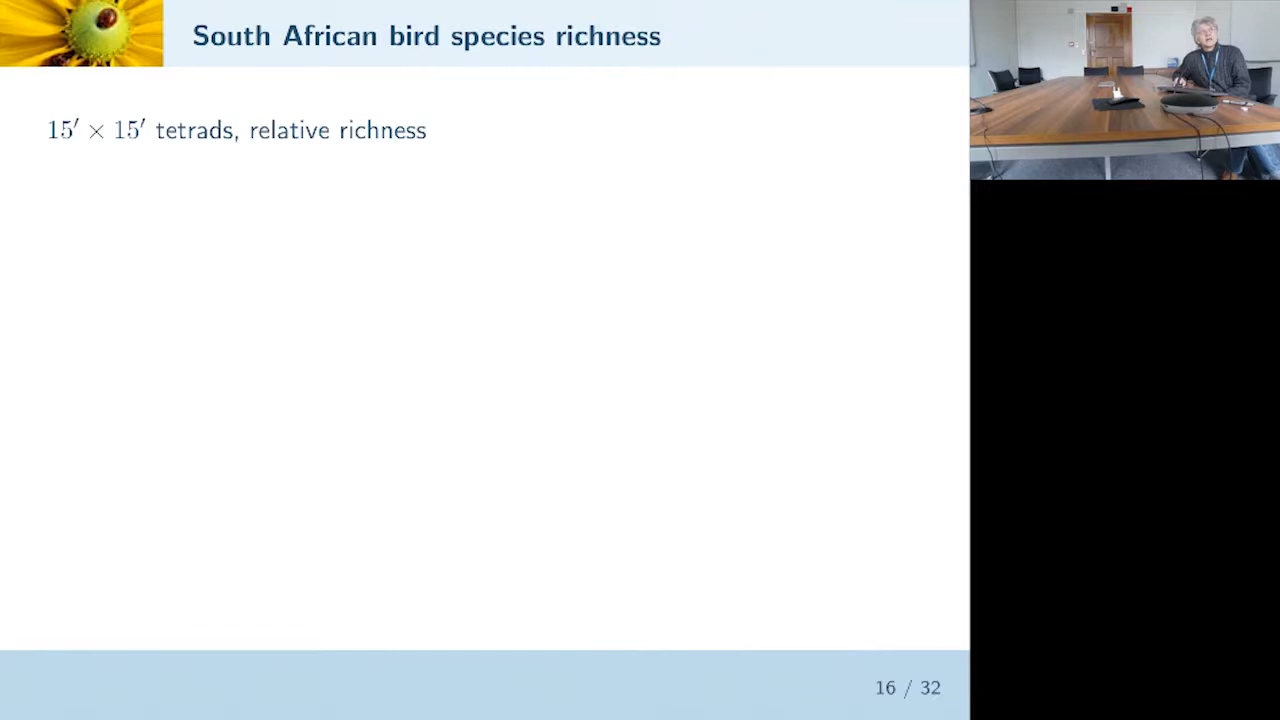 South African bird species richness
15′ × 15′ tetrads, relative richness
16 / 32